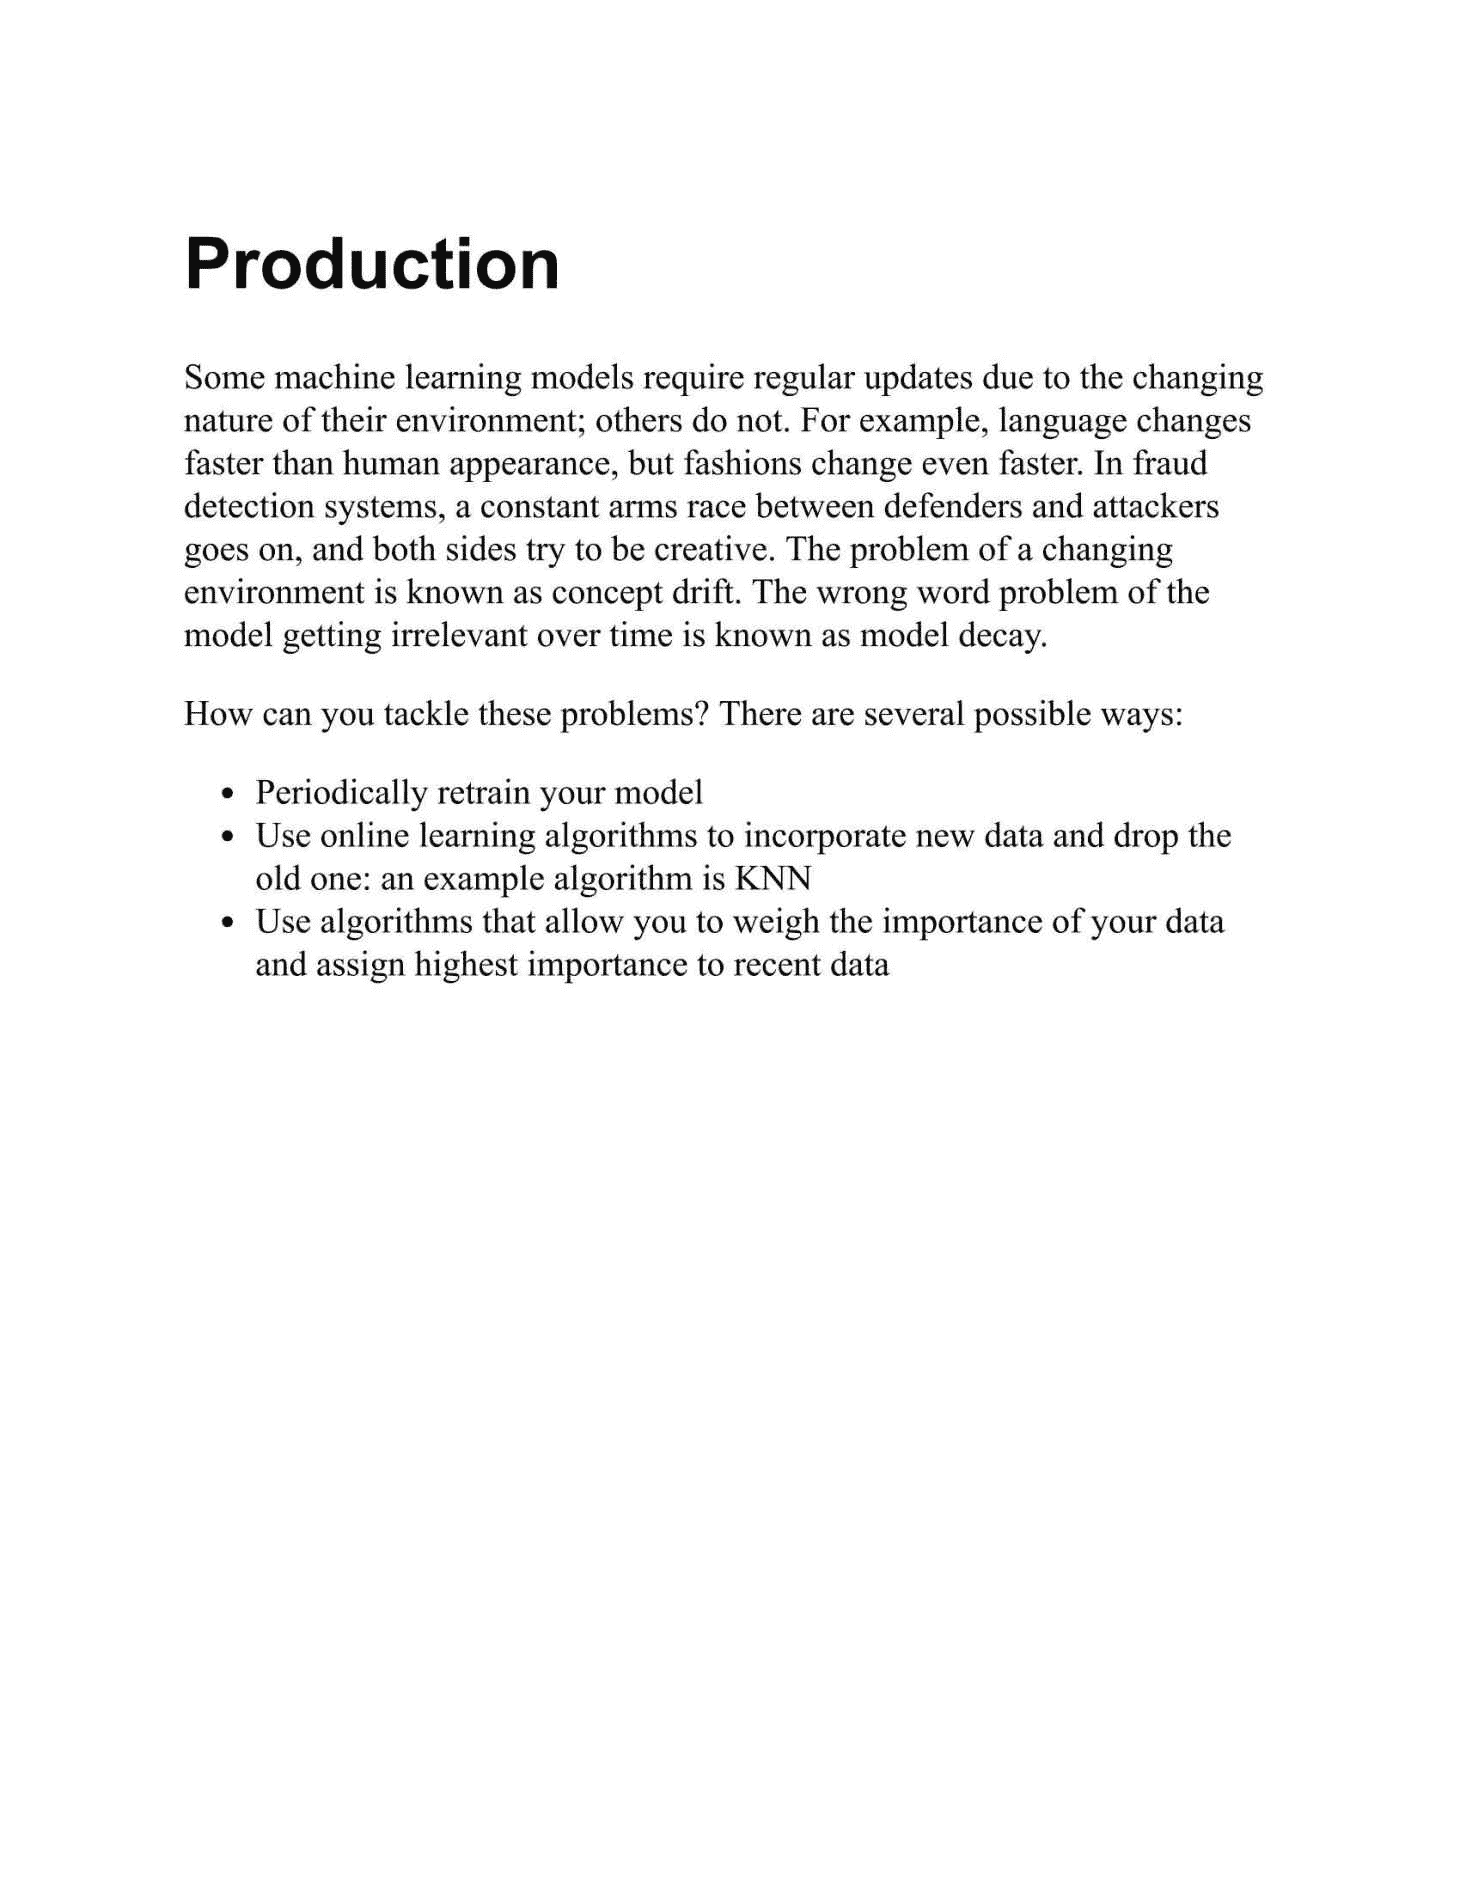 Production
Some machine learning models require regular updates due to the changing
nature of their environment; others do not. For example, language changes
faster than human appearance, but fashions change even faster. In fraud
detection systems, a constant arms race between defenders and attackers
goes on, and both sides try to be creative. The problem of a changing
environment is known as concept drift. The wrong word problem of the
model getting irrelevant over time is known as model decay.
How can you tackle these problems? There are several possible ways:
• Periodically retrain your model
• Use online learning algorithms to incorporate new data and drop the
old one: an example algorithm is KNN
• Use algorithms that allow you to weigh the importance of your data
and assign highest importance to recent data